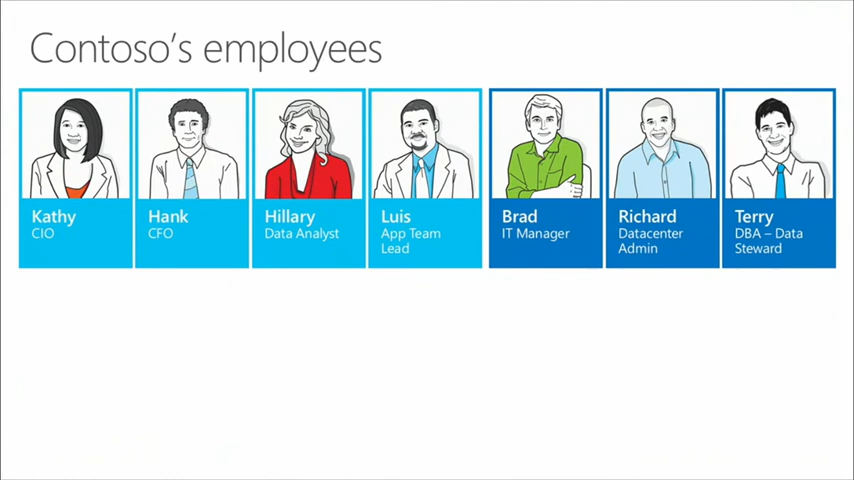 Contoso's employees
Kathy
CIO
Hank
CFO
Hillary
Data Analyst
Luis
App Team
Lead
Brad
IT Manager
Richard
Datacenter
Admin
Terry
DBA – Data
Steward